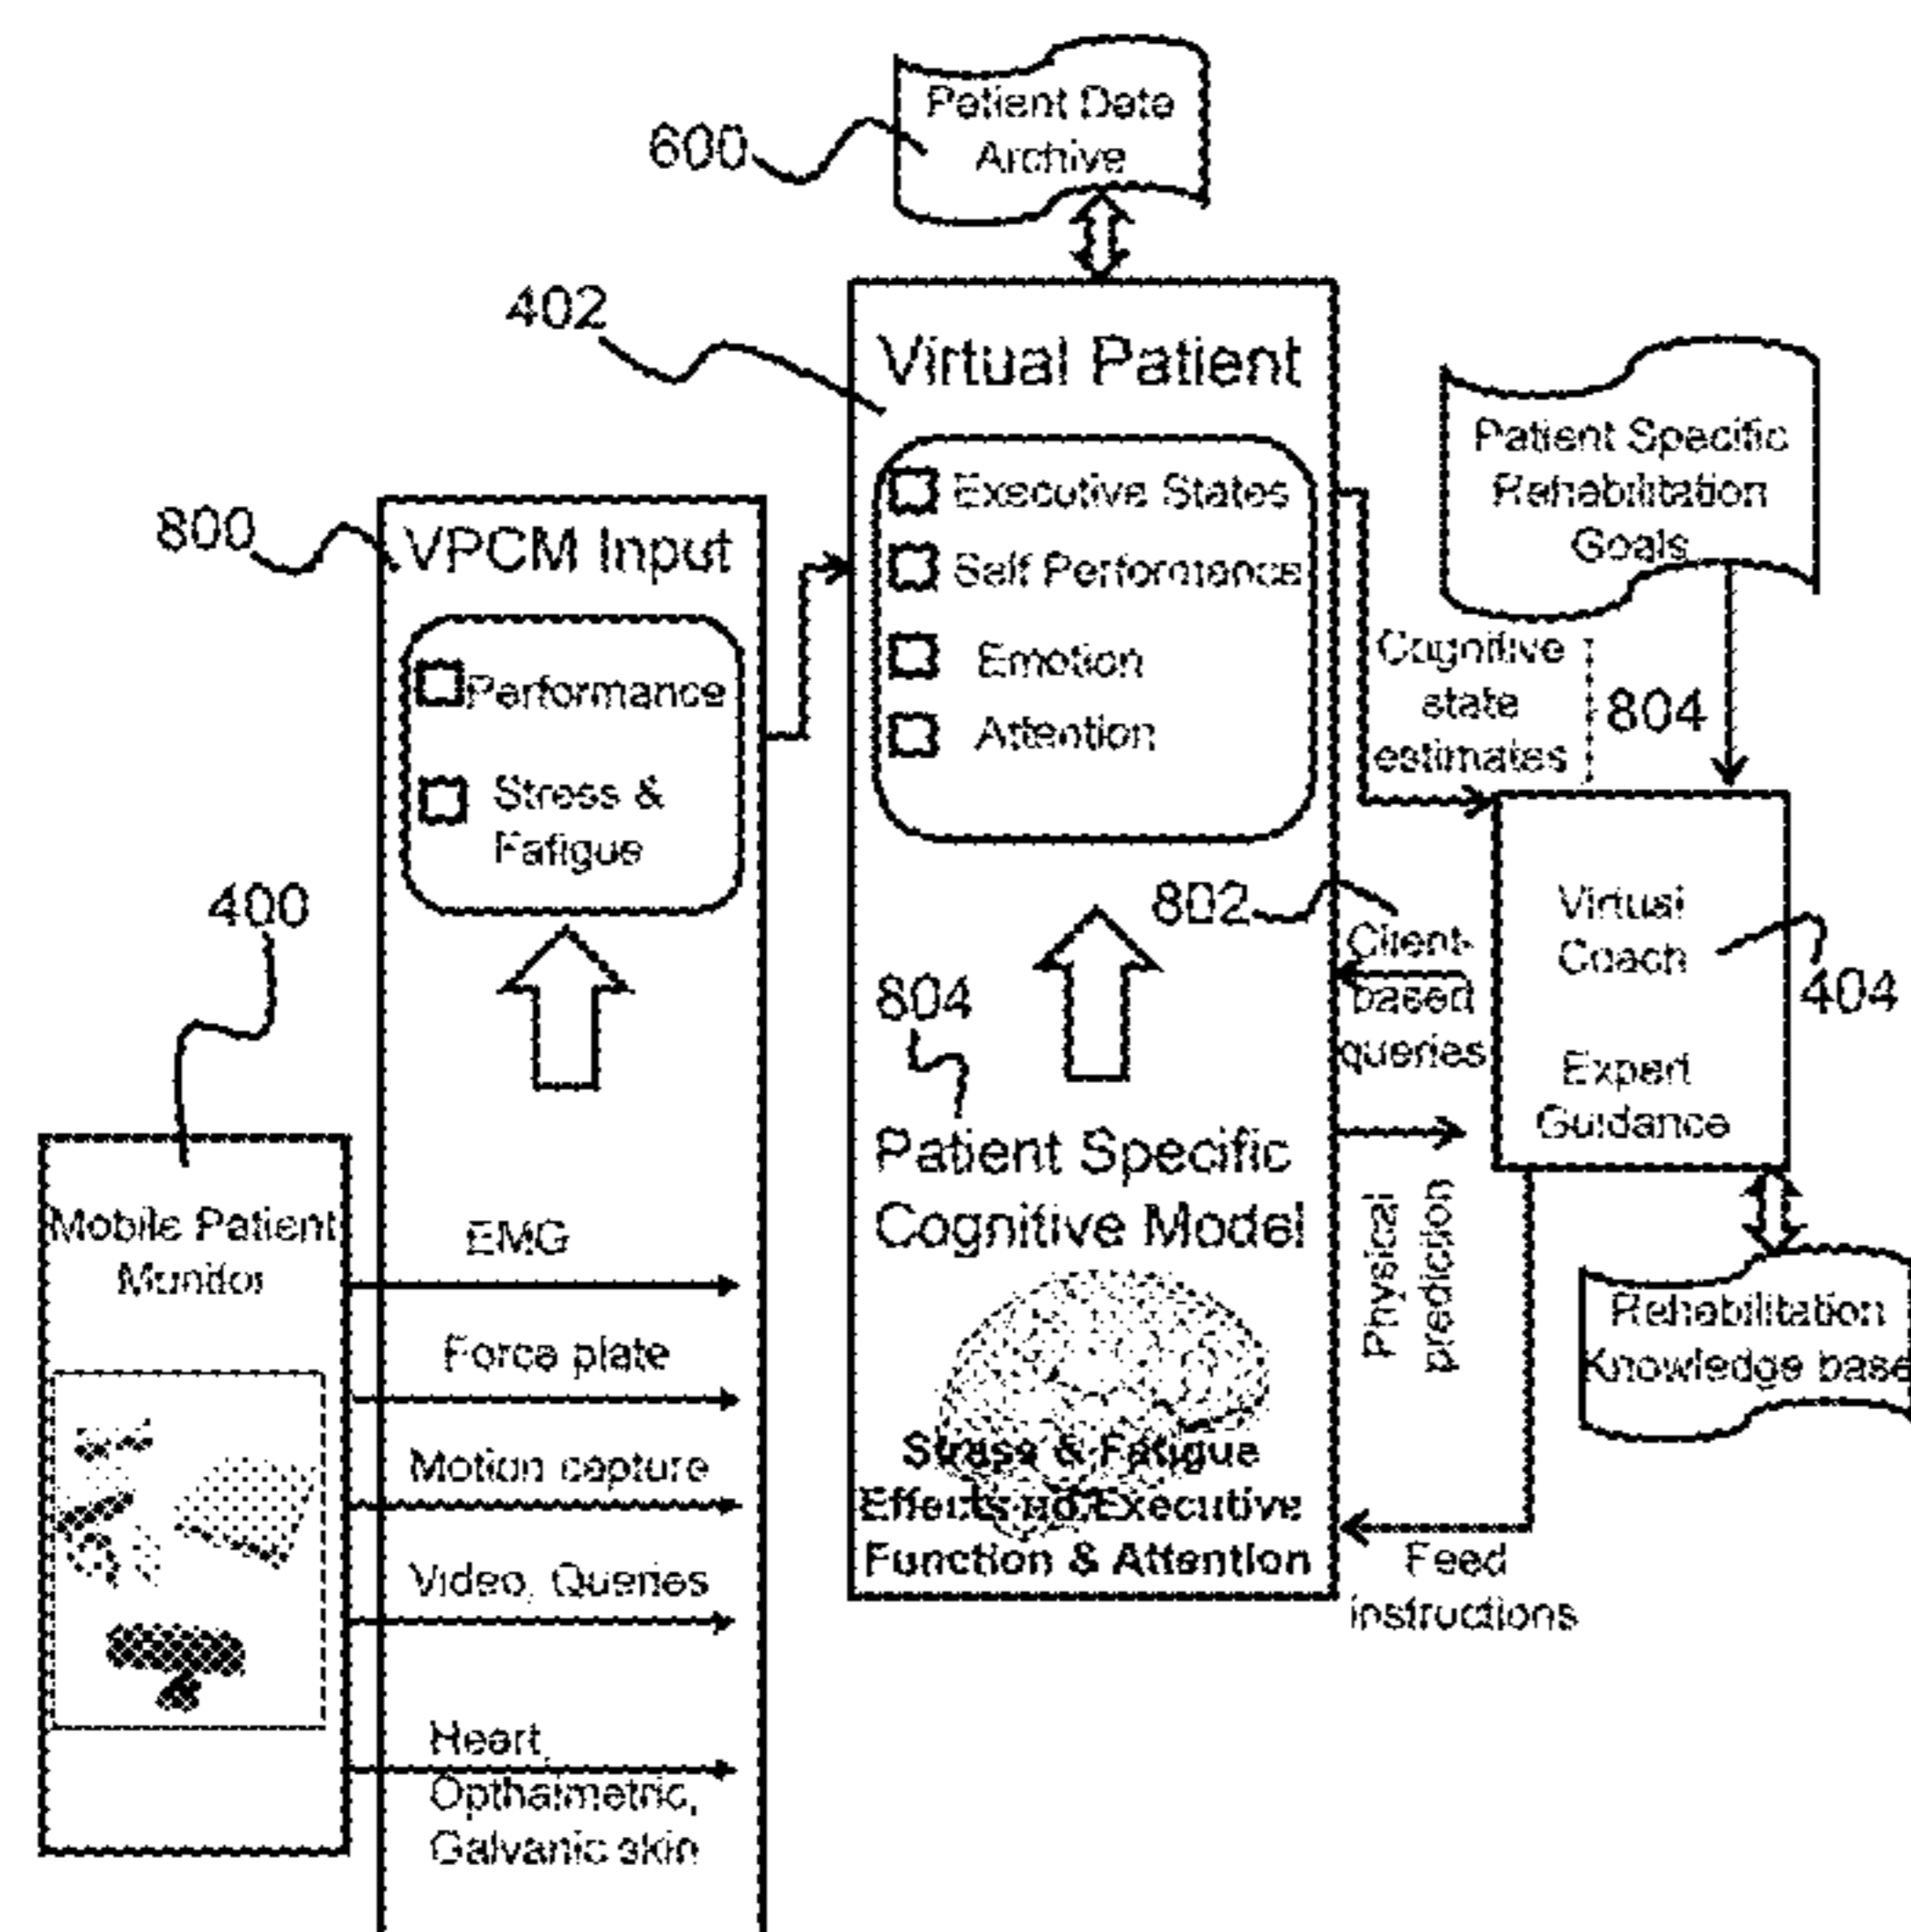 Patient Date
Archive
600
402
Virtual Patient
Executive States
Self Performance
Emotion
Attention
Patient Specific
Rehabilitation
Goals
800
VPCM Input
Performance
Stress &
Fatigue
Cognitive
state
estimates
804
400
802
Client-
based
queries
Virtual
Coach
404
Expert
Guidance
804
Patient Specific
Cognitive Model
Physical
prediction
Mobile Patient
Monitor
EMG
Force plate
Motion capture
Video, Queries
Heart,
Opthalmetric,
Galvanic skin
Rehabilitation
Knowledge base
Stress & Fatigue
Effects on Executive
Function & Attention
Feed
instructions